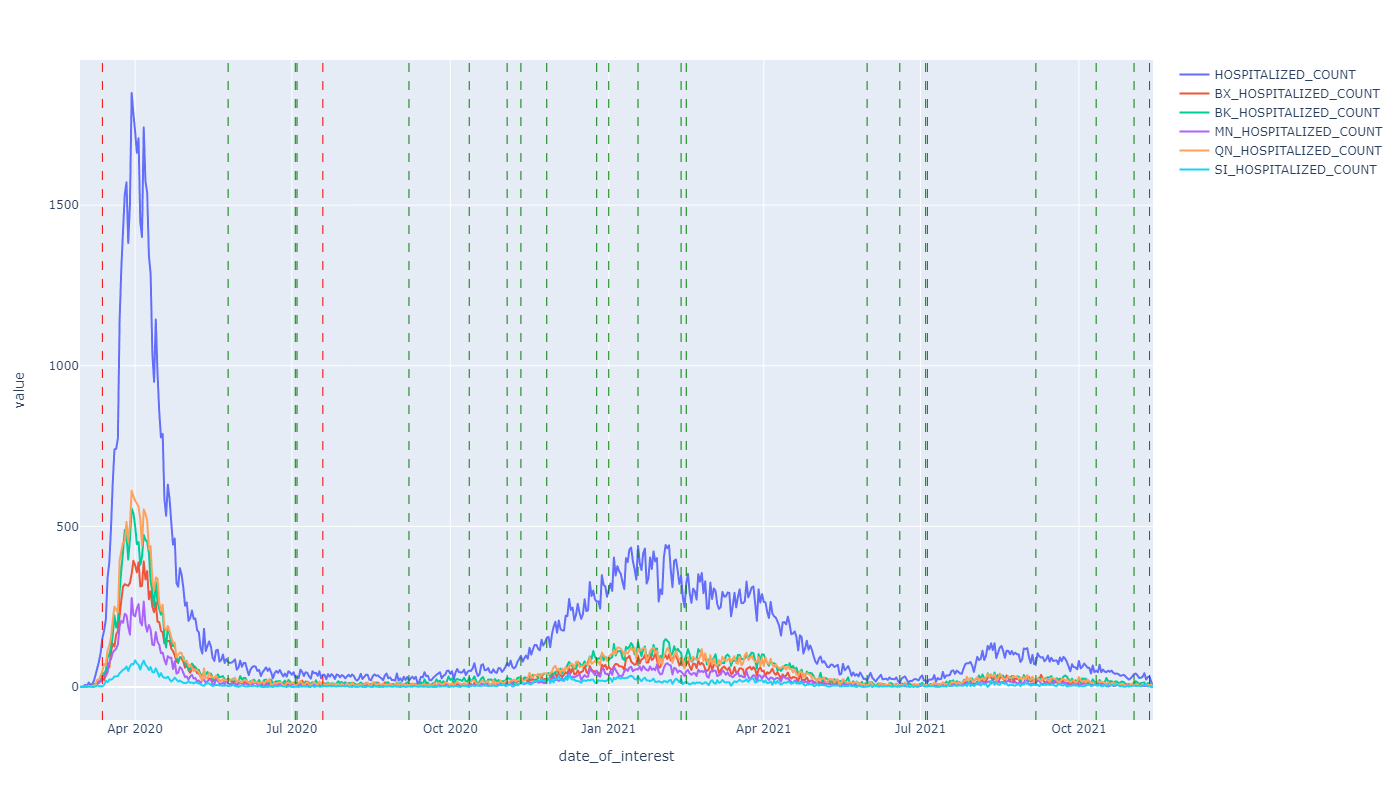 HOSPITALIZED_COUNT
BX_HOSPITALIZED_COUNT
BK_HOSPITALIZED_COUNT
MN_HOSPITALIZED_COUNT
QN_HOSPITALIZED_COUNT
SI_HOSPITALIZED_COUNT
1500
1000
500
0
value
Apr 2020
Jul 2020
Oct 2020
Jan 2021
Apr 2021
Jul 2021
Oct 2021
date_of_interest